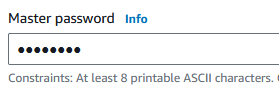 Master password Info
••••••••
Constraints: At least 8 printable ASCII characters.